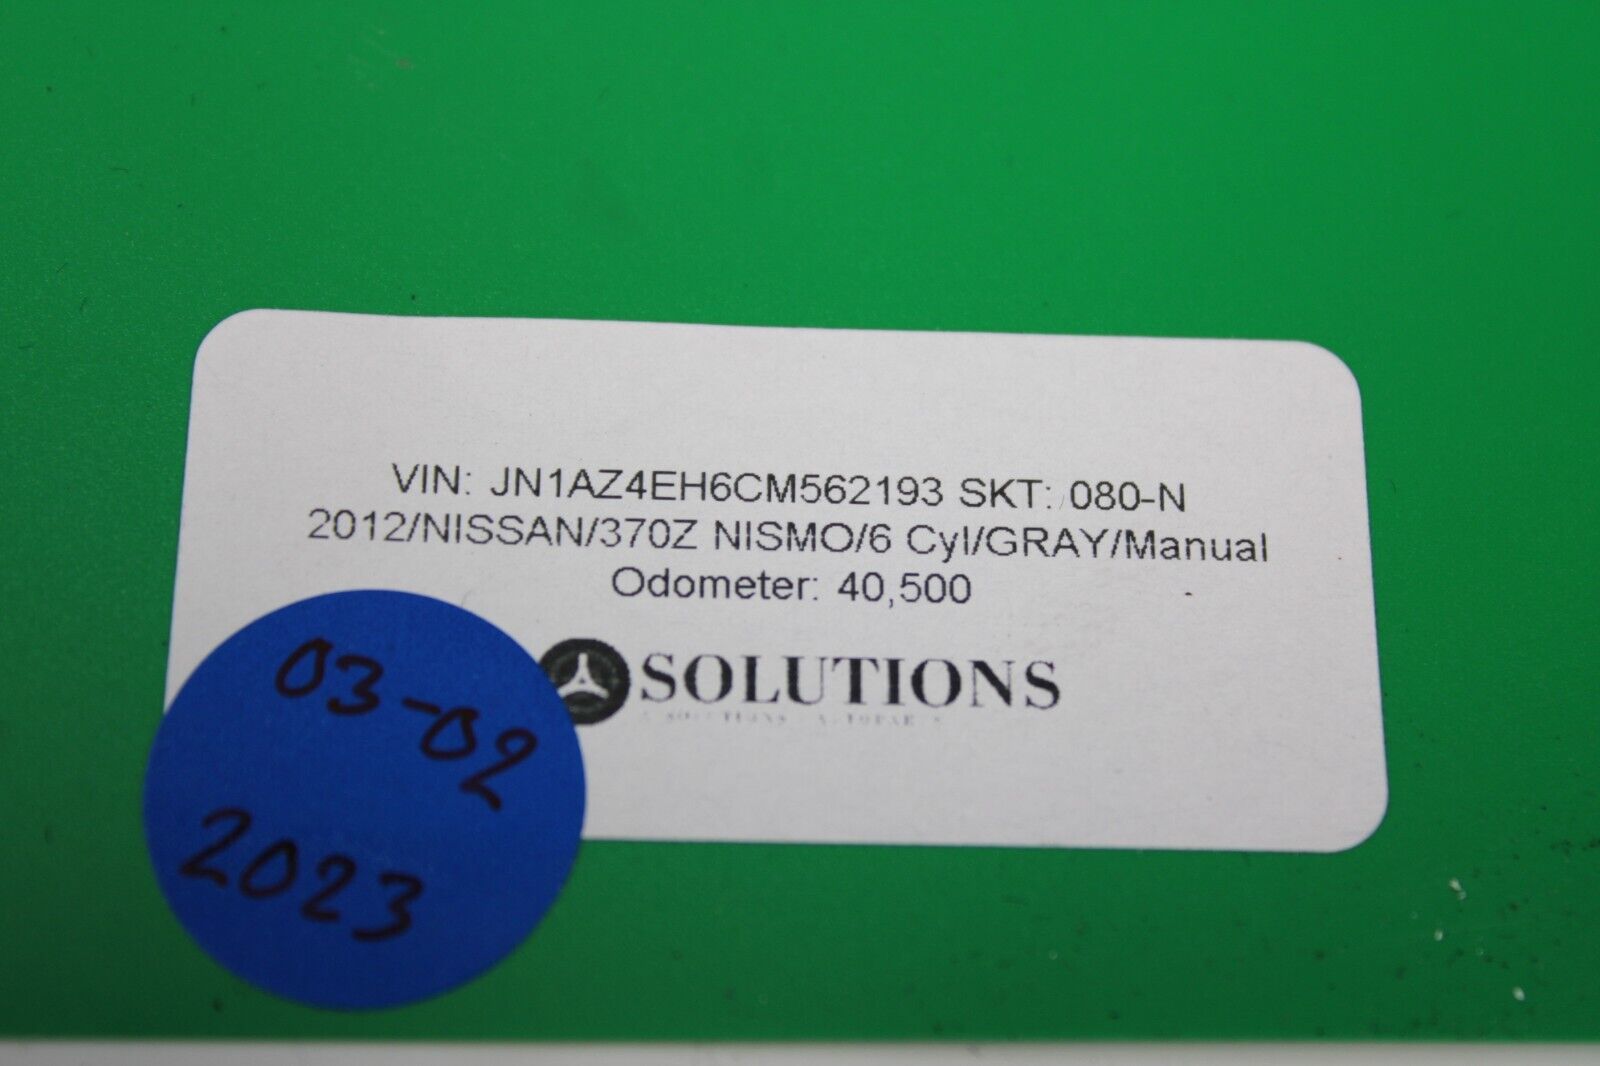 VIN: JN1AZ4EH6CM562193 SKT: 080-N
2012/NISSAN/370Z NISMO/6 Cyl/GRAY/Manual
Odometer: 40,500
SOLUTIONS
03-02
2023